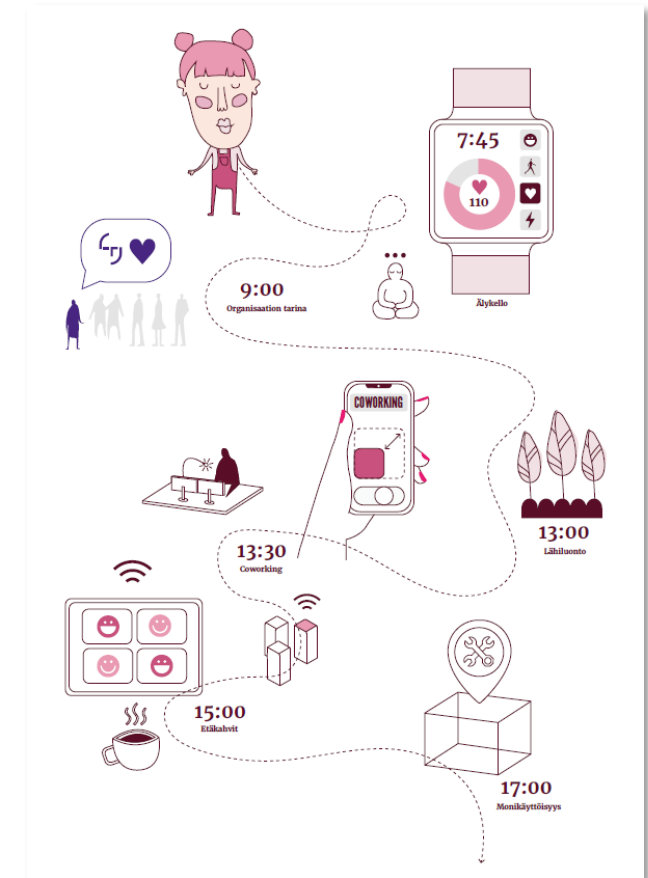 7:45
110
Älykello
9:00
Organisaation tarina
COWORKING
13:00
Lähiluonto
13:30
Coworking
15:00
Etäkahvit
17:00
Monikäyttöisyys